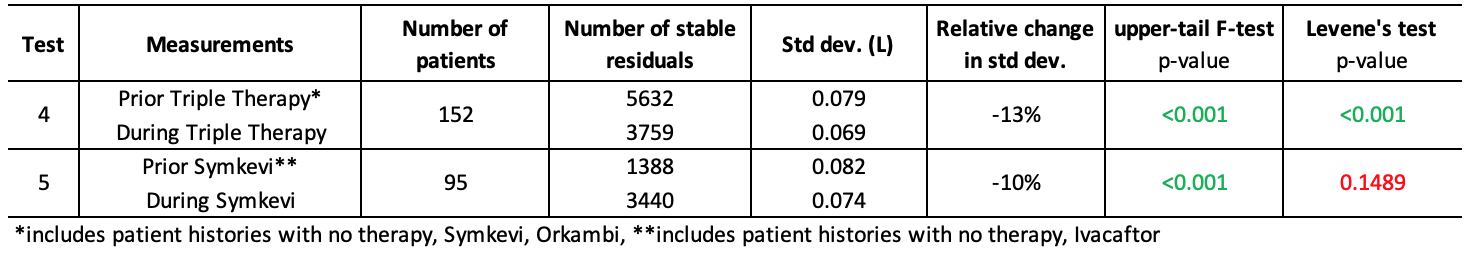 Test Measurements Number of patients Number of stable residuals Std dev. (L) Relative change in std dev. upper-tail F-test p-value Levene's test p-value
4 Prior Triple Therapy* 152 5632 0.079 -13% <0.001 <0.001
During Triple Therapy 3759 0.069
5 Prior Symkevi** 95 1388 0.082 -10% <0.001 0.1489
During Symkevi 3440 0.074
*includes patient histories with no therapy, Symkevi, Orkambi, **includes patient histories with no therapy, Ivacaftor